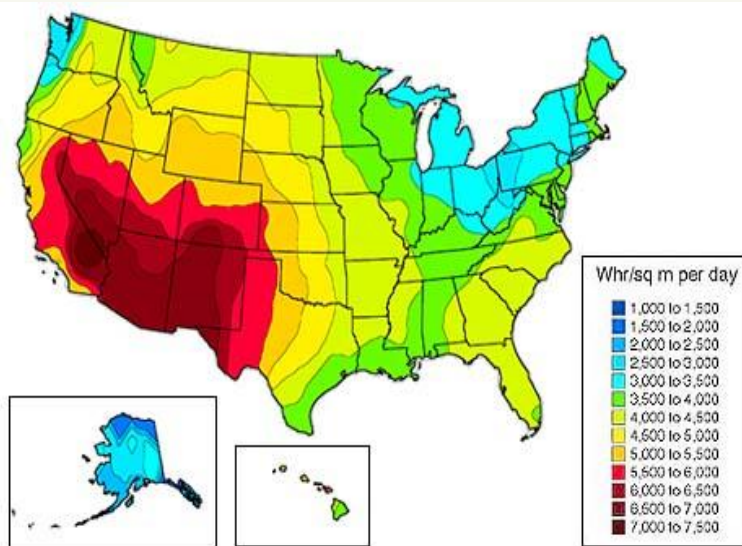 Whr/sq m per day
1,000 to 1,500
1,500 to 2,000
2,000 to 2,500
2,500 to 3,000
3,000 to 3,500
3,500 to 4,000
4,000 to 4,500
4,500 to 5,000
5,000 to 5,500
5,500 to 6,000
6,000 to 6,500
6,500 to 7,000
7,000 to 7,500